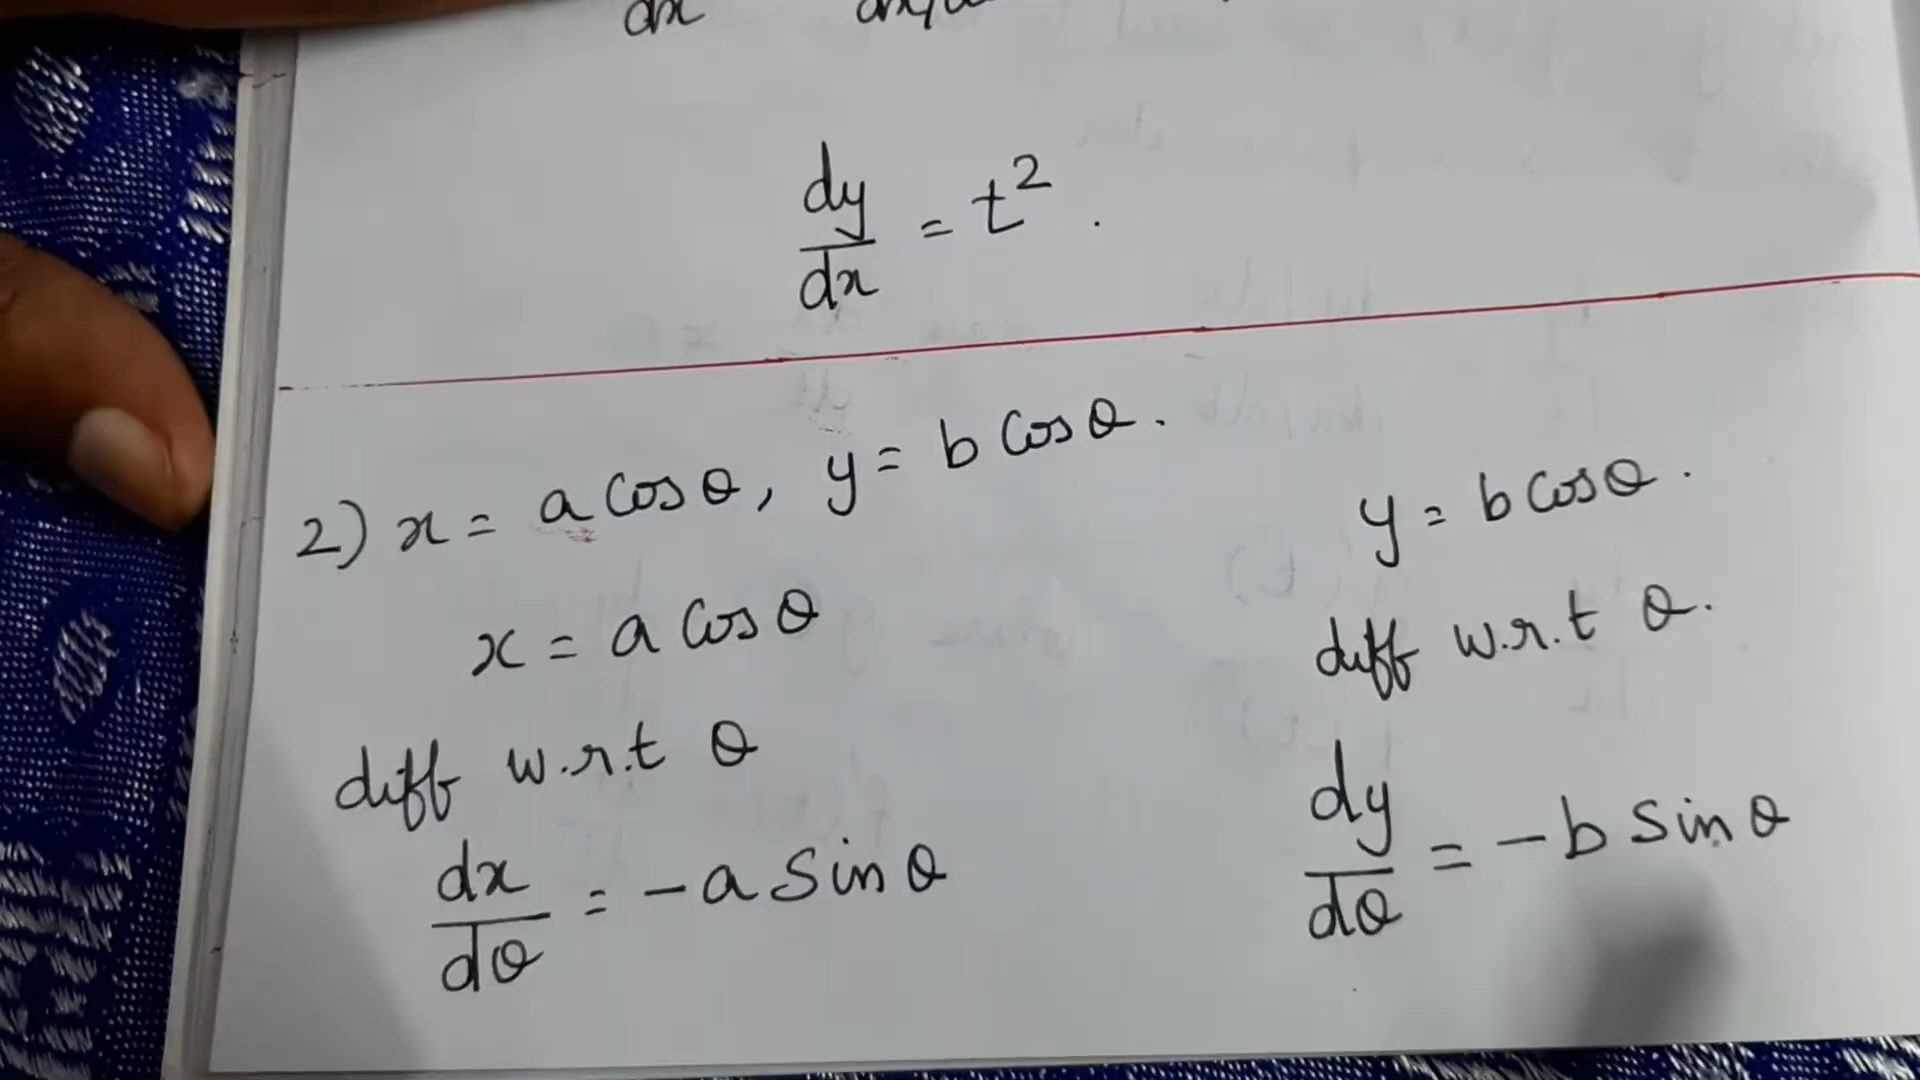 dy/dx = t² .
2) x = a cos θ, y = b cos θ.
x = a cos θ
diff w.r.t θ
dx/dθ = -a sin θ
y = b cos θ.
diff w.r.t θ.
dy/dθ = -b sin θ